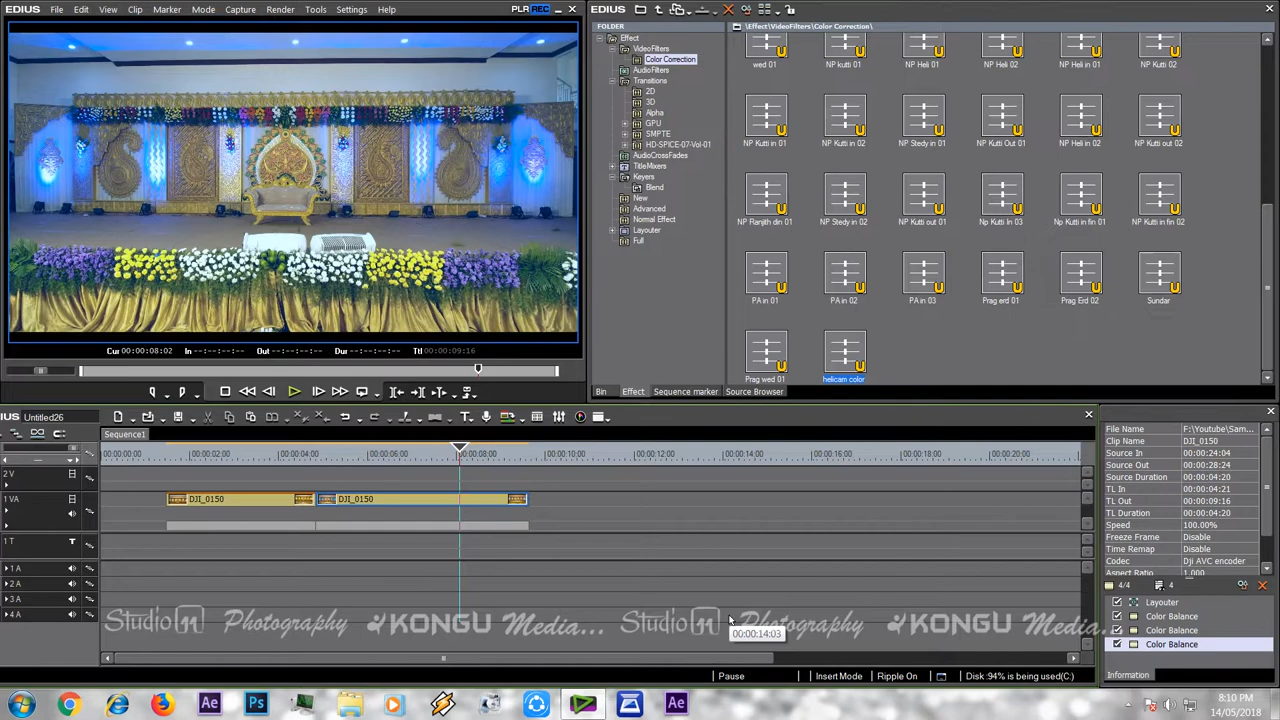 EDIUS File Edit View Clip Marker Mode Capture Render Tools Settings Help PLR REC
EDIUS
FOLDER
\Effect\VideoFilters\Color Correction\
Effect
VideoFilters
Color Correction
AudioFilters
Transitions
2D
3D
Alpha
GPU
SMPTE
HD-SPICE-07-Vol-01
AudioCrossFades
TitleMixers
Keyers
Blend
New
Advanced
Normal Effect
Layouter
Full
wed 01 NP kutti 01 NP Heli 01 NP Heli 02 NP Heli in 01 NP Kutti 02
NP Kutti in 01 NP Kutti in 02 NP Stedy in 01 NP Kutti Out 01 NP Heli in 02 NP Kutti out 02
NP Ranjith din 01 NP Stedy in 02 NP Kutti out 01 Np Kutti In 03 Np Kutti in fin 01 NP Kutti in fin 02
PA in 01 PA in 02 PA in 03 Prag erd 01 Prag Erd 02 Sundar
Prag wed 01 helicam color
Cur 00:00:08:02 In --:--:--:-- Out --:--:--:-- Dur --:--:--:-- Ttl 00:00:09:16
Bin Effect Sequence marker Source Browser
IUS Untitled26
Sequence1
00:00:00:00 00:00:02:00 00:00:04:00 00:00:06:00 00:00:08:00 00:00:10:00 00:00:12:00 00:00:14:00 00:00:16:00 00:00:18:00 00:00:20:00
2 V
1 VA DJI_0150 DJI_0150
1 T T
1 A
2 A
3 A
4 A
Studio 11 Photography KONGU Media... Studio 11 Photography KONGU Media...
00:00:14:03
File Name F:\Youtube\Sam...
Clip Name DJI_0150
Source In 00:00:24:04
Source Out 00:00:28:24
Source Duration 00:00:04:20
TL In 00:00:04:21
TL Out 00:00:09:16
TL Duration 00:00:04:20
Speed 100.00%
Freeze Frame Disable
Time Remap Disable
Codec Dji AVC encoder
Aspect Ratio 1.000
4/4 4
Layouter
Color Balance
Color Balance
Color Balance
Information
Pause Insert Mode Ripple On Disk :94% is being used(C:)
Ae Ps Ae
8:10 PM
14/05/2018